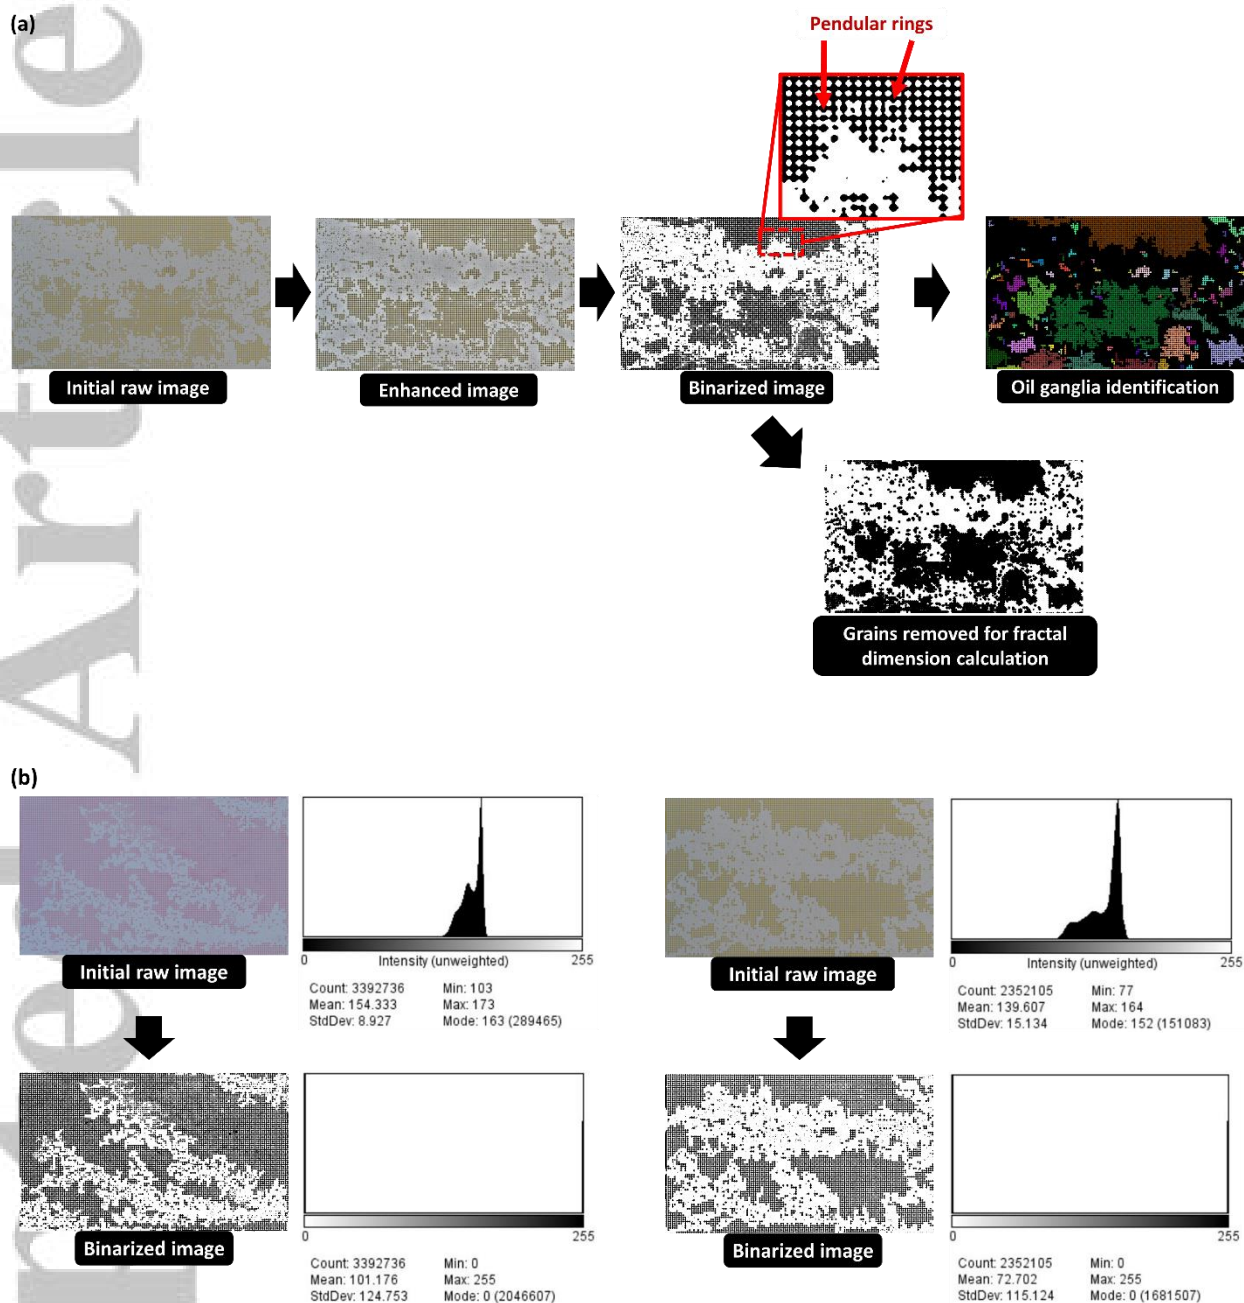 (a)
Pendular rings
Initial raw image
Enhanced image
Binarized image
Oil ganglia identification
Grains removed for fractal
dimension calculation
(b)
Initial raw image
0 Intensity (unweighted) 255
Count: 3392736 Min: 103
Mean: 154.333 Max: 173
StdDev: 8.927 Mode: 163 (289465)
Initial raw image
0 Intensity (unweighted) 255
Count: 2352105 Min: 77
Mean: 139.607 Max: 164
StdDev: 15.134 Mode: 152 (151083)
Binarized image
0 255
Count: 3392736 Min: 0
Mean: 101.176 Max: 255
StdDev: 124.753 Mode: 0 (2046607)
Binarized image
0 255
Count: 2352105 Min: 0
Mean: 72.702 Max: 255
StdDev: 115.124 Mode: 0 (1681507)
Article